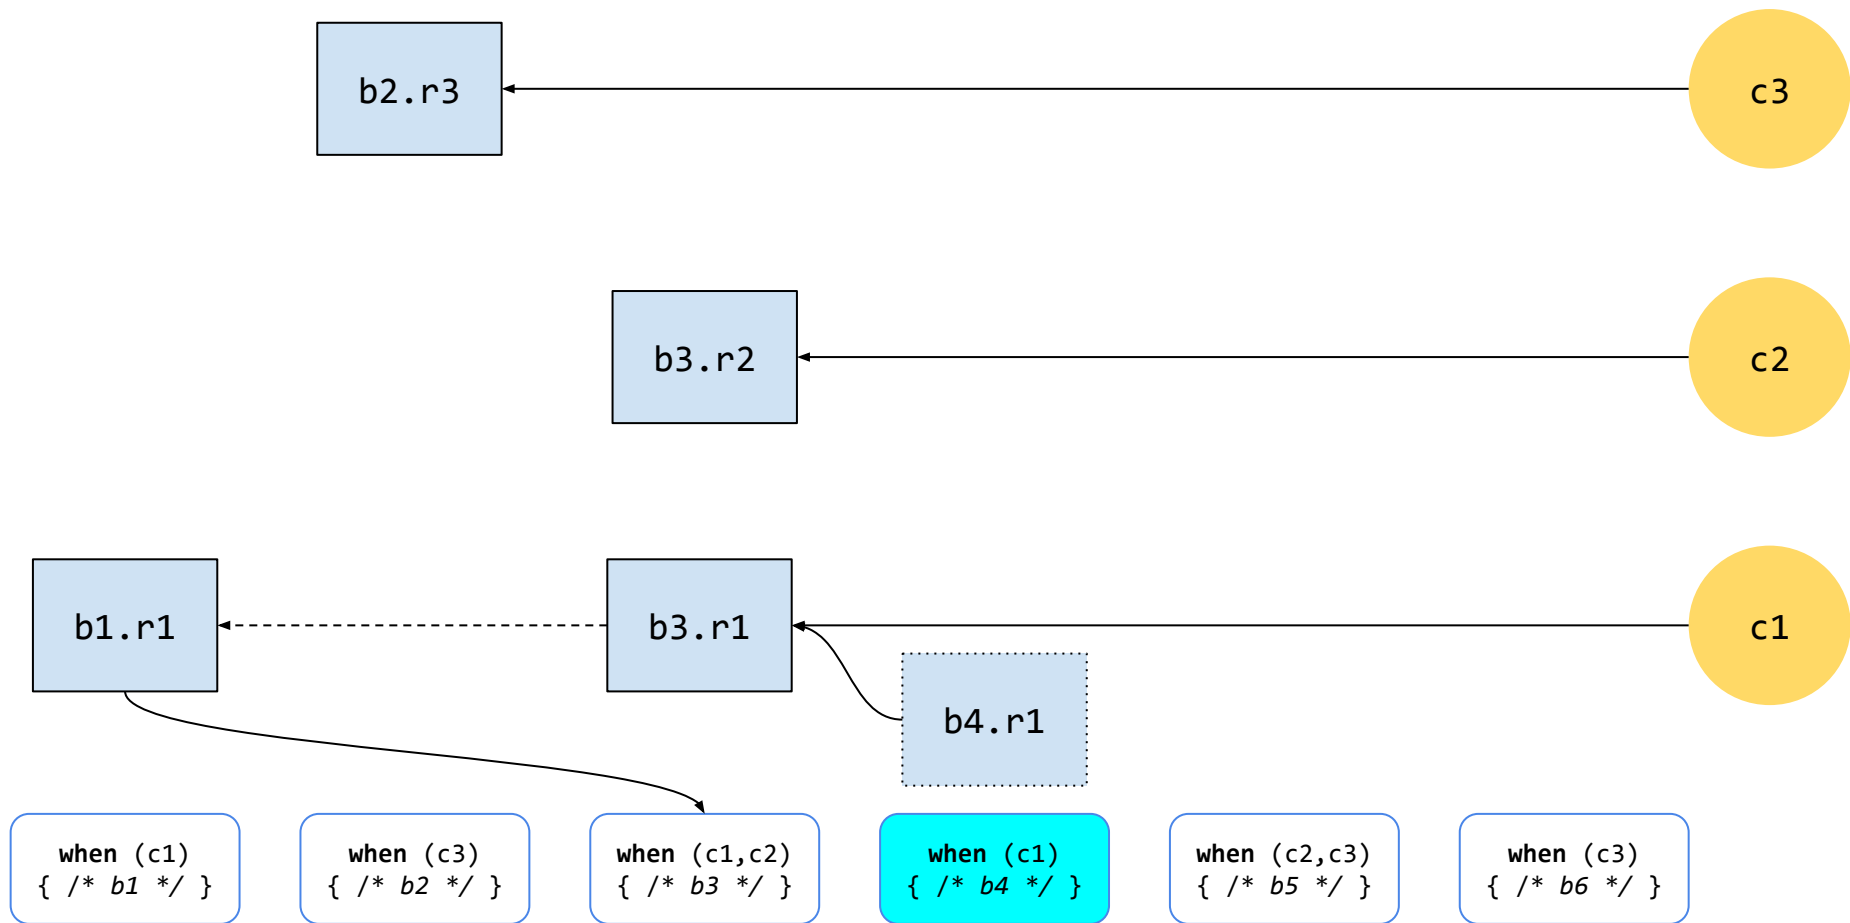 b2.r3
c3
b3.r2
c2
b1.r1
b3.r1
c1
b4.r1
when (c1)
{ /* b1 */ }
when (c3)
{ /* b2 */ }
when (c1,c2)
{ /* b3 */ }
when (c1)
{ /* b4 */ }
when (c2,c3)
{ /* b5 */ }
when (c3)
{ /* b6 */ }